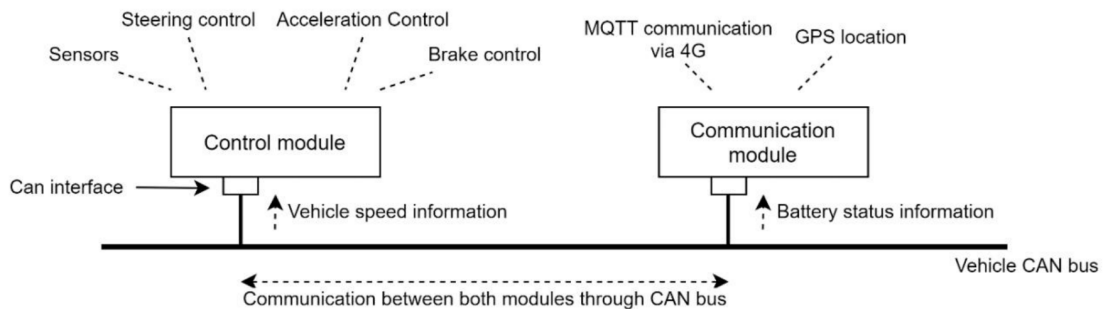 Steering control
Acceleration Control
Sensors
Brake control
MQTT communication
via 4G
GPS location
Control module
Communication
module
Can interface
Vehicle speed information
Battery status information
Vehicle CAN bus
Communication between both modules through CAN bus